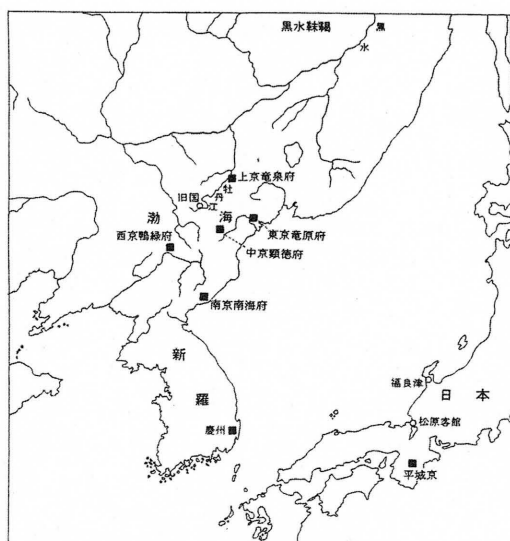 黒水靺鞨
黒
水
上京竜泉府
牡
丹
江
旧国
渤
海
東京竜原府
西京鴨緑府
中京顕徳府
南京南海府
新
羅
慶州
福良津
日本
松原客館
平城京